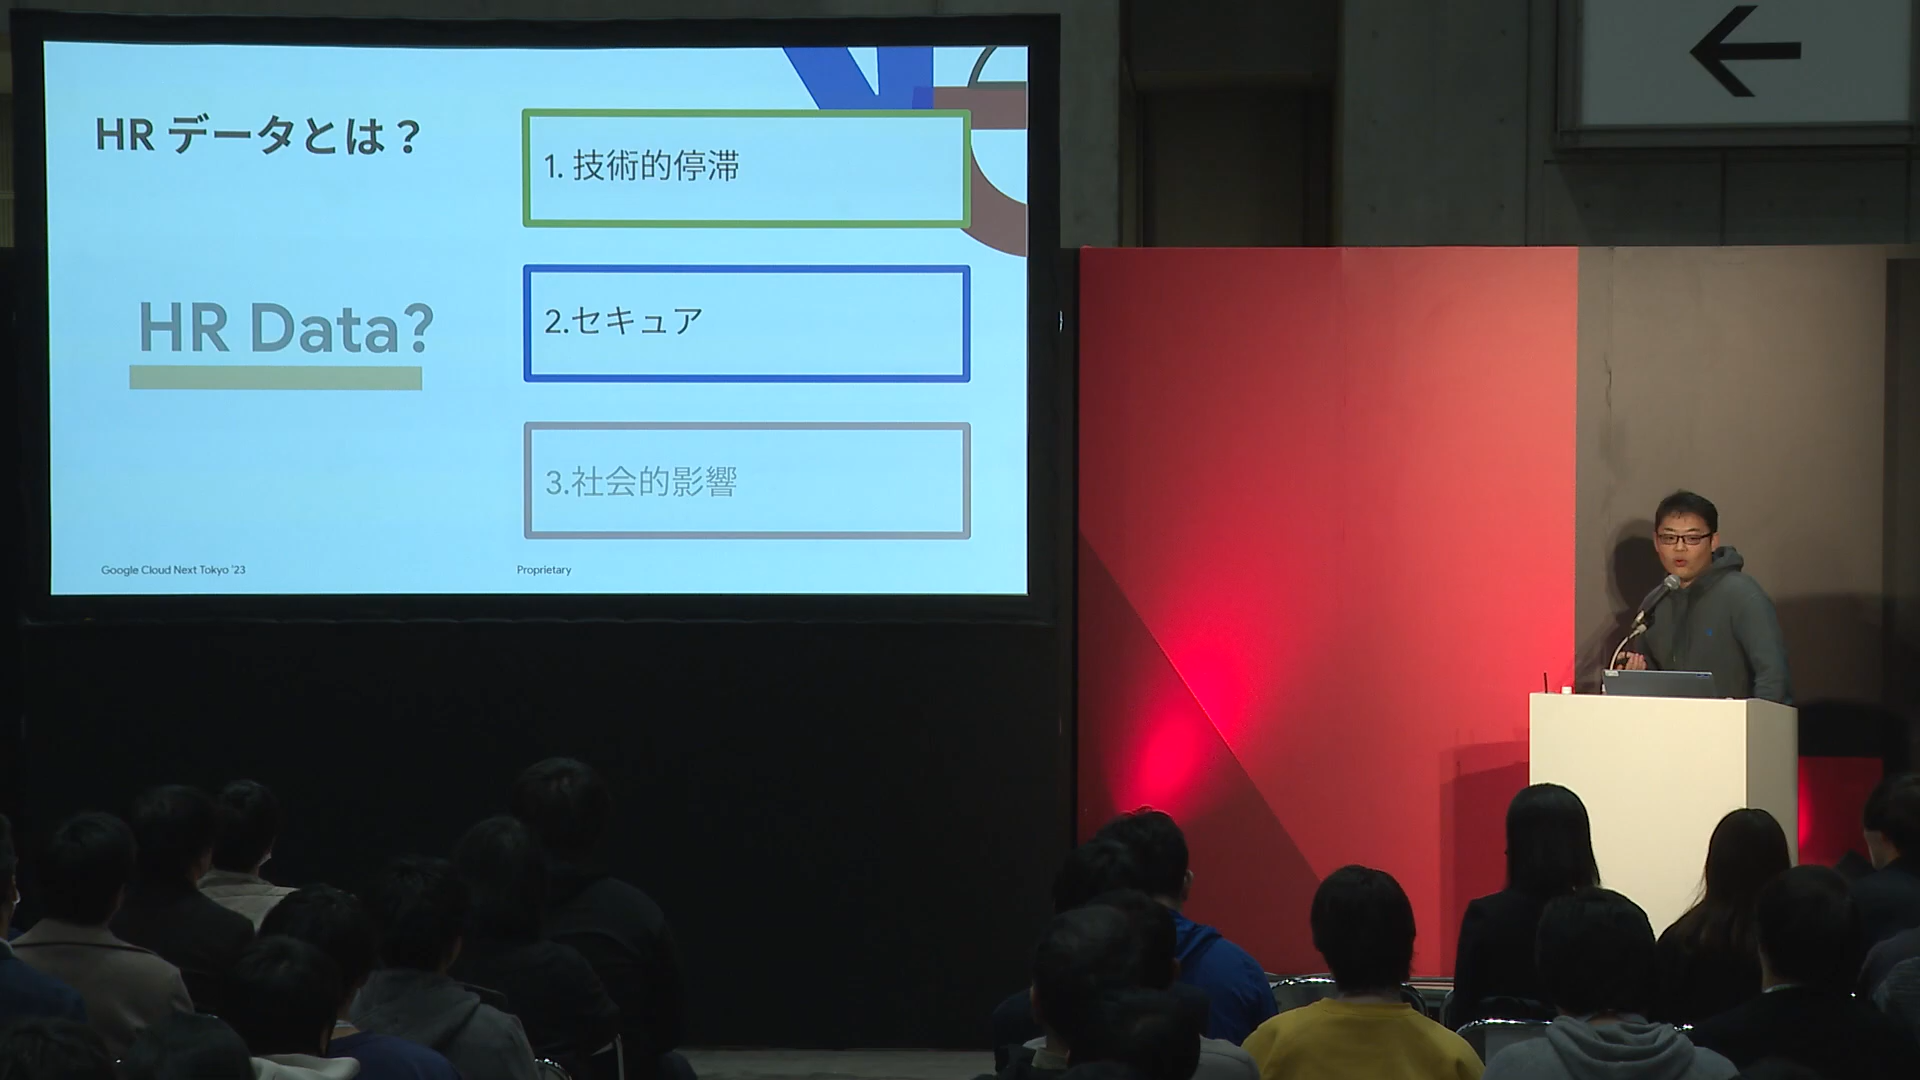 HR データとは？
HR Data?
1. 技術的停滞
2.セキュア
3.社会的影響
Google Cloud Next Tokyo '23
Proprietary